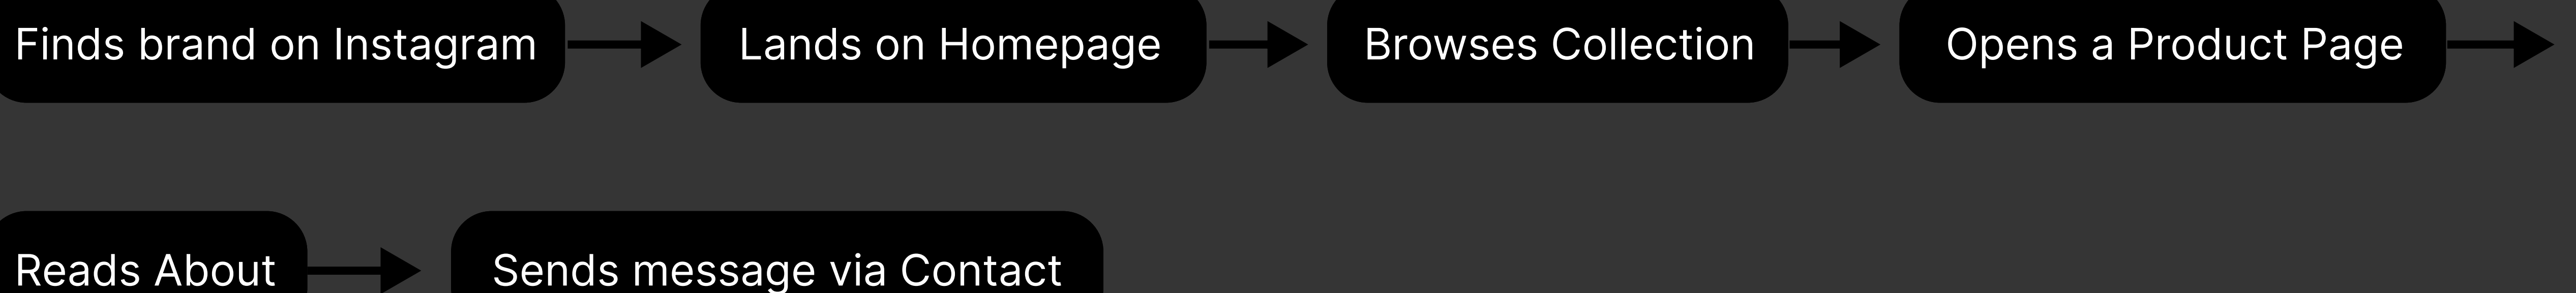 Finds brand on Instagram
Lands on Homepage
Browses Collection
Opens a Product Page
Reads About
Sends message via Contact